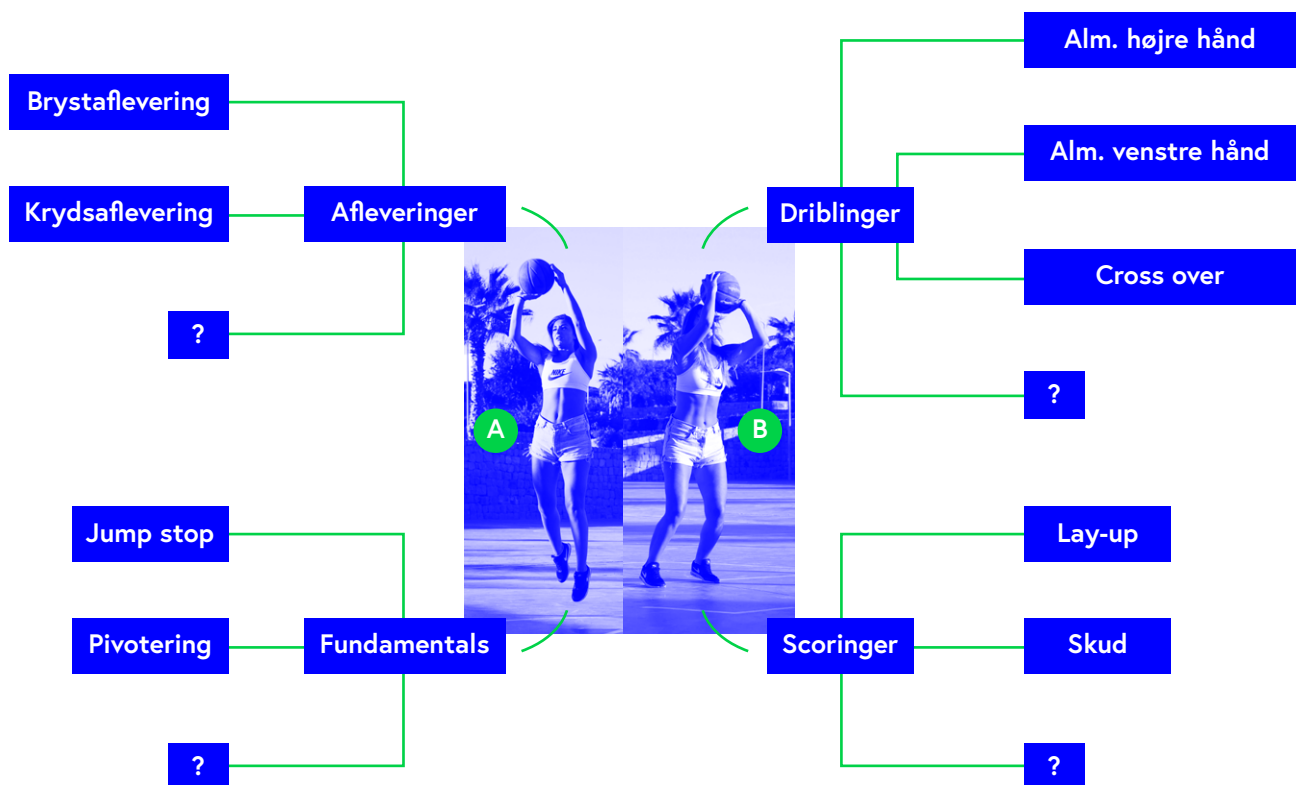 Brystaflevering
Krydsaflevering
Afleveringer
?
Alm. højre hånd
Alm. venstre hånd
Driblinger
Cross over
?
NIKE
A
B
Jump stop
Pivotering
Fundamentals
?
Lay-up
Scoringer
Skud
?